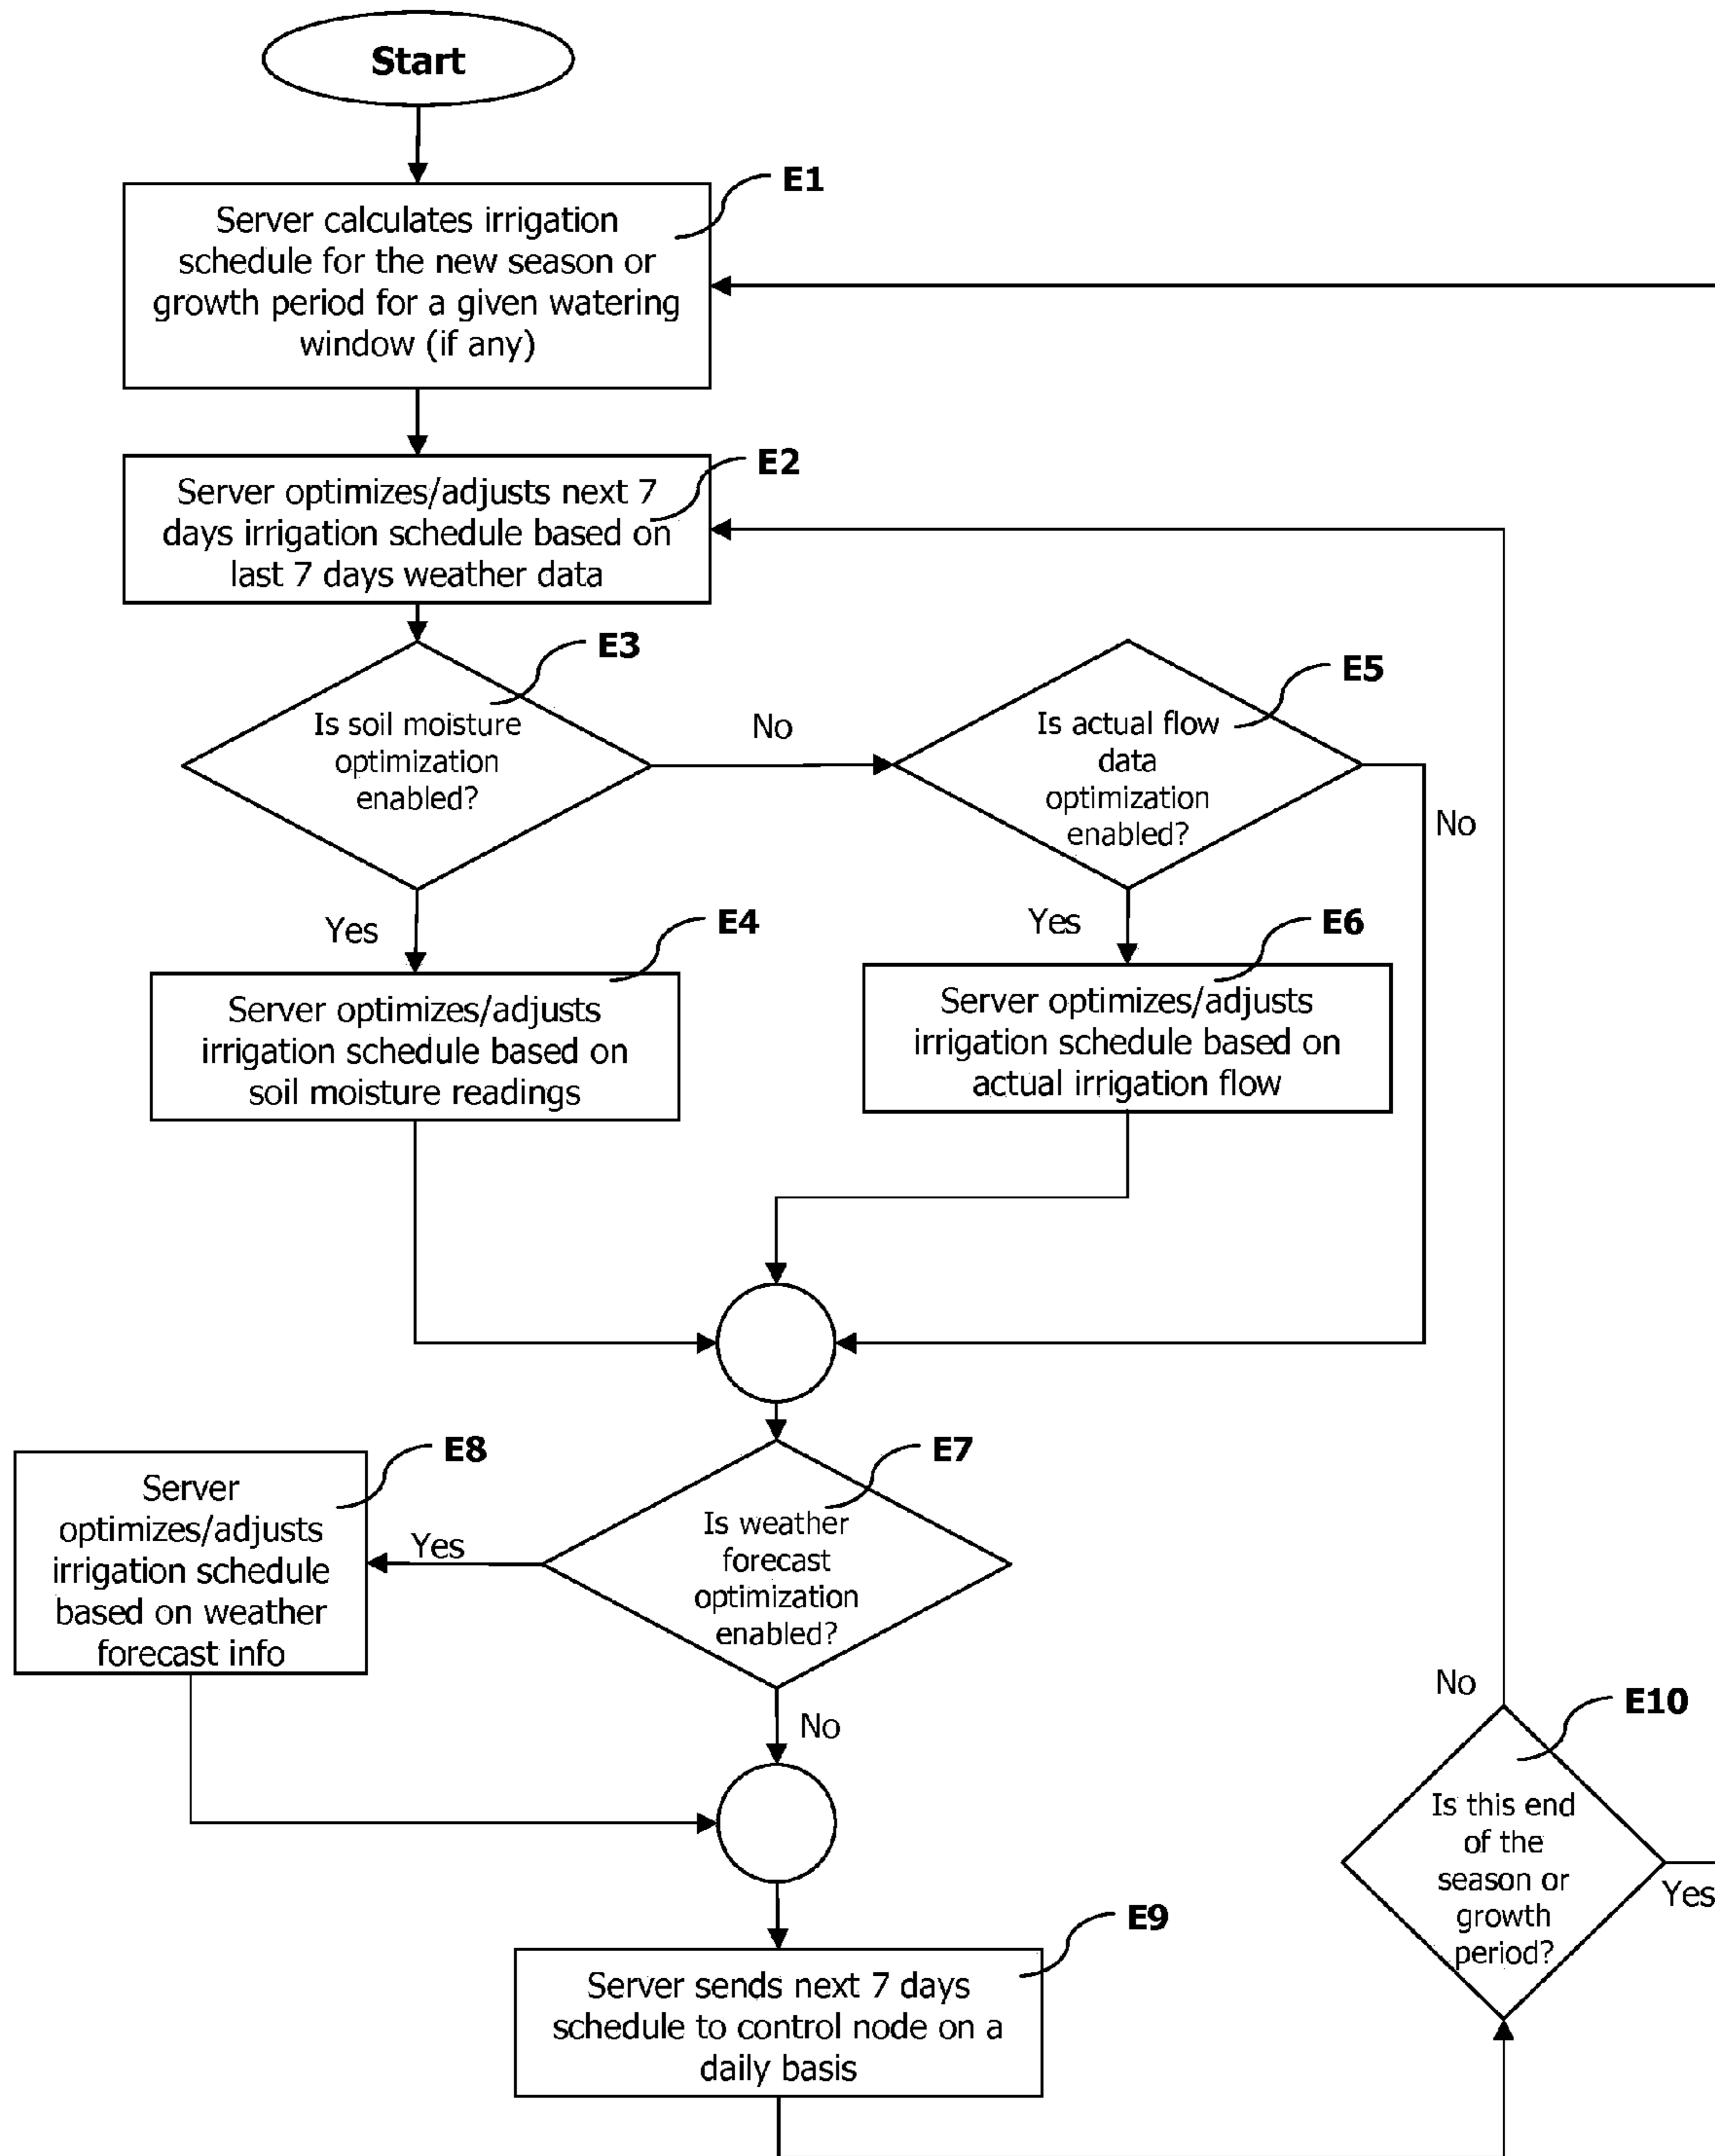 Start
E1
Server calculates irrigation
schedule for the new season or
growth period for a given watering
window (if any)
E2
Server optimizes/adjusts next 7
days irrigation schedule based on
last 7 days weather data
E3
Is soil moisture
optimization
enabled?
No
E5
Is actual flow
data
optimization
enabled?
No
Yes
E4
Server optimizes/adjusts
irrigation schedule based on
soil moisture readings
Yes
E6
Server optimizes/adjusts
irrigation schedule based on
actual irrigation flow
E8
Server
optimizes/adjusts
irrigation schedule
based on weather
forecast info
Yes
E7
Is weather
forecast
optimization
enabled?
No
No
E10
Is this end
of the
season or
growth
period?
Yes
E9
Server sends next 7 days
schedule to control node on a
daily basis